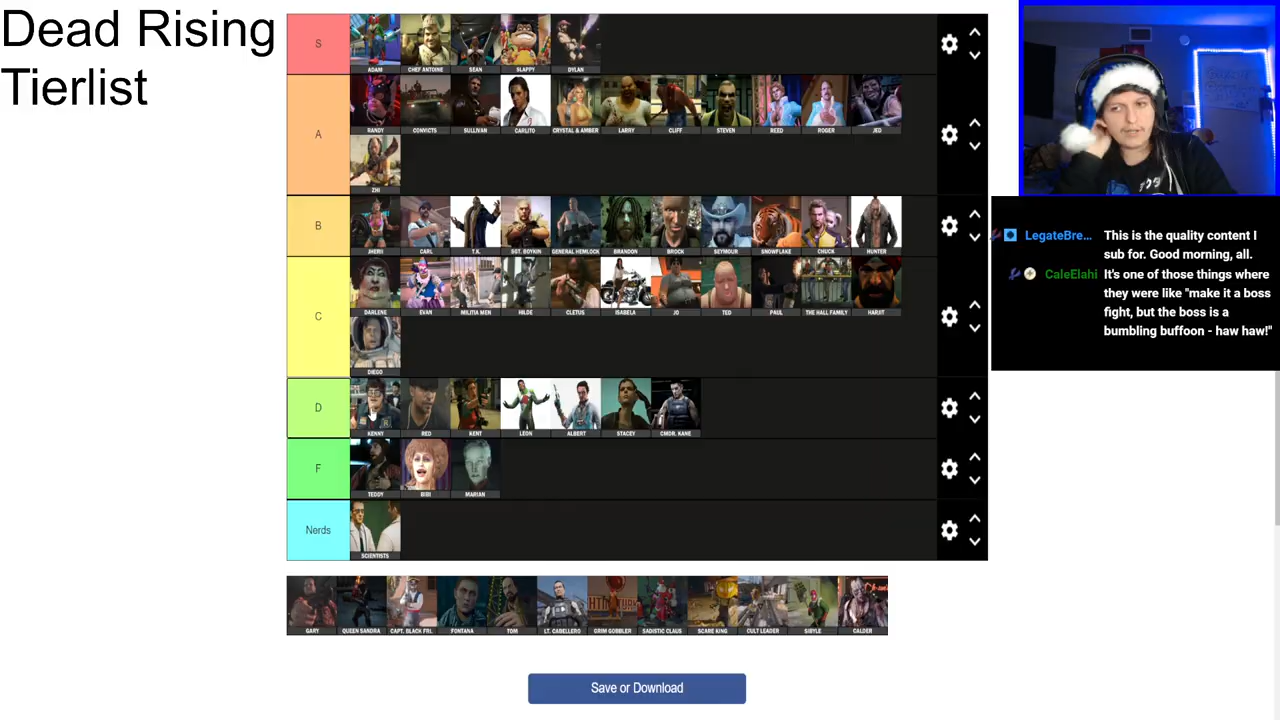 Dead Rising
Tierlist
S
ADAM CHEF ANTOINE SEAN SLAPPY DYLAN
A
RANDY CONVICTS SULLIVAN CARLITO CRYSTAL & AMBER LARRY CLIFF STEVEN REED ROGER JED
ZHI
B
JHERII CARL T.K. SGT. BOYKIN GENERAL HEMLOCK BRANDON BROCK SEYMOUR SNOWFLAKE CHUCK HUNTER
C
DARLENE EVAN MILITIA MEN HILDE CLETUS ISABELA JO TED PAUL THE HALL FAMILY HARJIT
DIEGO
D
KENNY RED KENT LEON ALBERT STACEY CMDR. KANE
F
TEDDY BIBI MARIAN
Nerds
SCIENTISTS
GARY QUEEN SANDRA CAPT. BLACK FRI. FONTANA TOM LT. CABELLERO GRIM GOBBLER SADISTIC CLAUS SCARE KING CULT LEADER SIBYLE CALDER
Save or Download
LegateBre... This is the quality content I
sub for. Good morning, all.
CaleElahi It's one of those things where
they were like "make it a boss
fight, but the boss is a
bumbling buffoon - haw haw!"